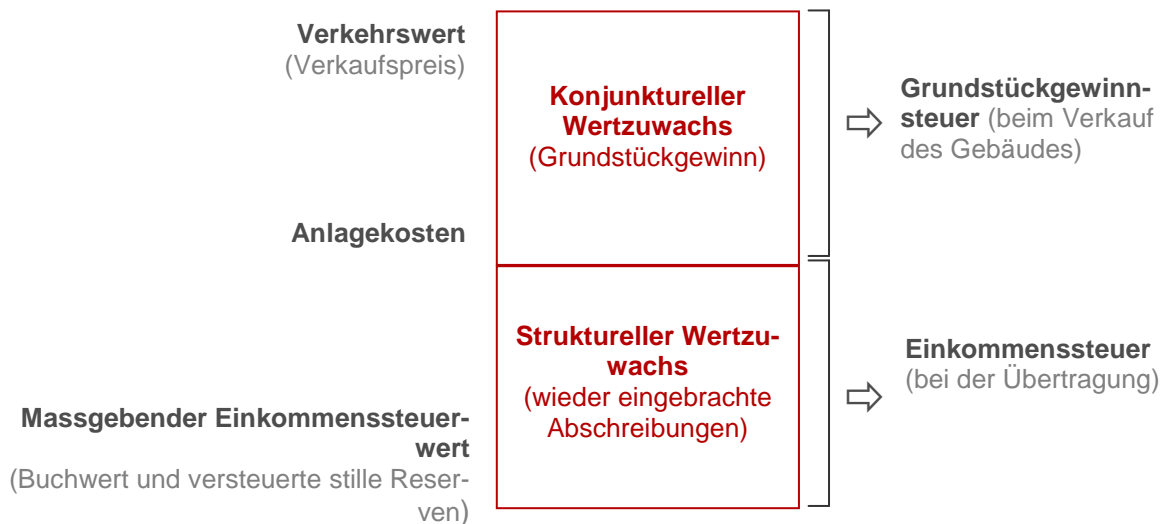 Verkehrswert
(Verkaufspreis)
Konjunktureller
Wertzuwachs
(Grundstückgewinn)
Grundstückgewinn-
steuer (beim Verkauf
des Gebäudes)
Anlagekosten
Struktureller Wertzu-
wachs
(wieder eingebrachte
Abschreibungen)
Einkommenssteuer
(bei der Übertragung)
Massgebender Einkommenssteuer-
wert
(Buchwert und versteuerte stille Reser-
ven)